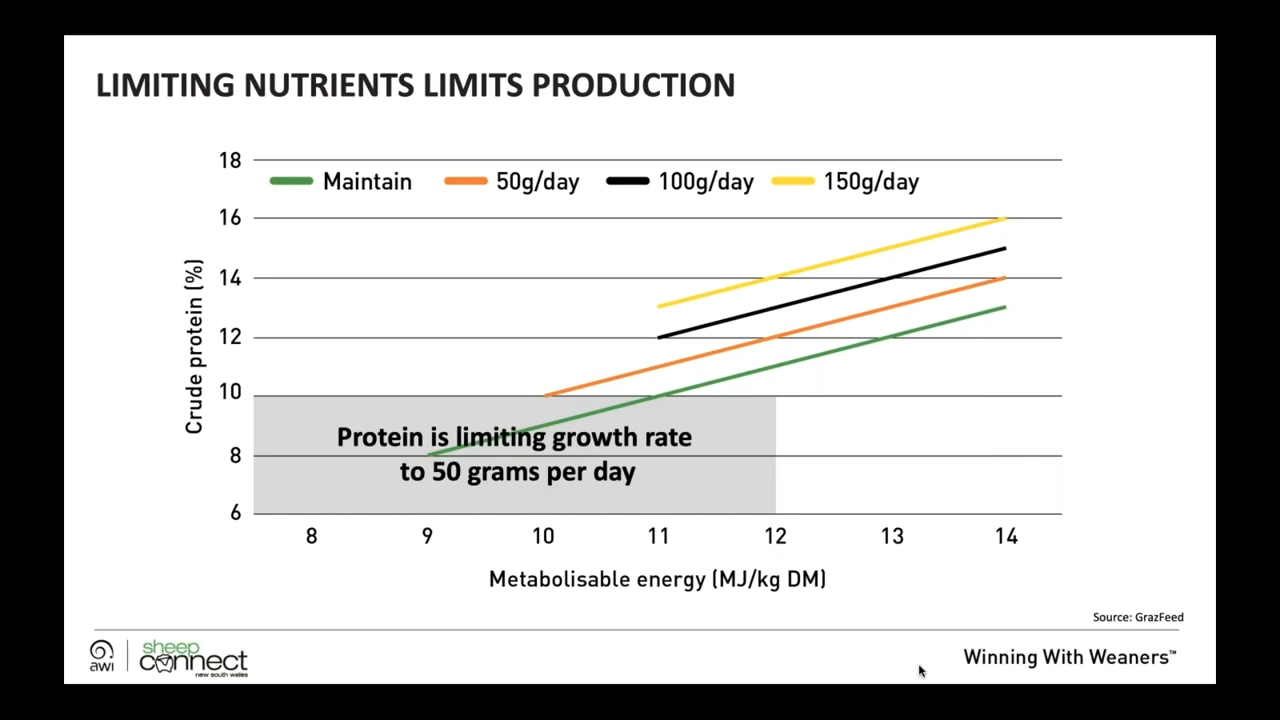 LIMITING NUTRIENTS LIMITS PRODUCTION
Maintain 50g/day 100g/day 150g/day
18
16
14
12
10
8
6
Crude protein (%)
Protein is limiting growth rate
to 50 grams per day
8 9 10 11 12 13 14
Metabolisable energy (MJ/kg DM)
Source: GrazFeed
awi
sheep
connect
new south wales
Winning With Weaners™